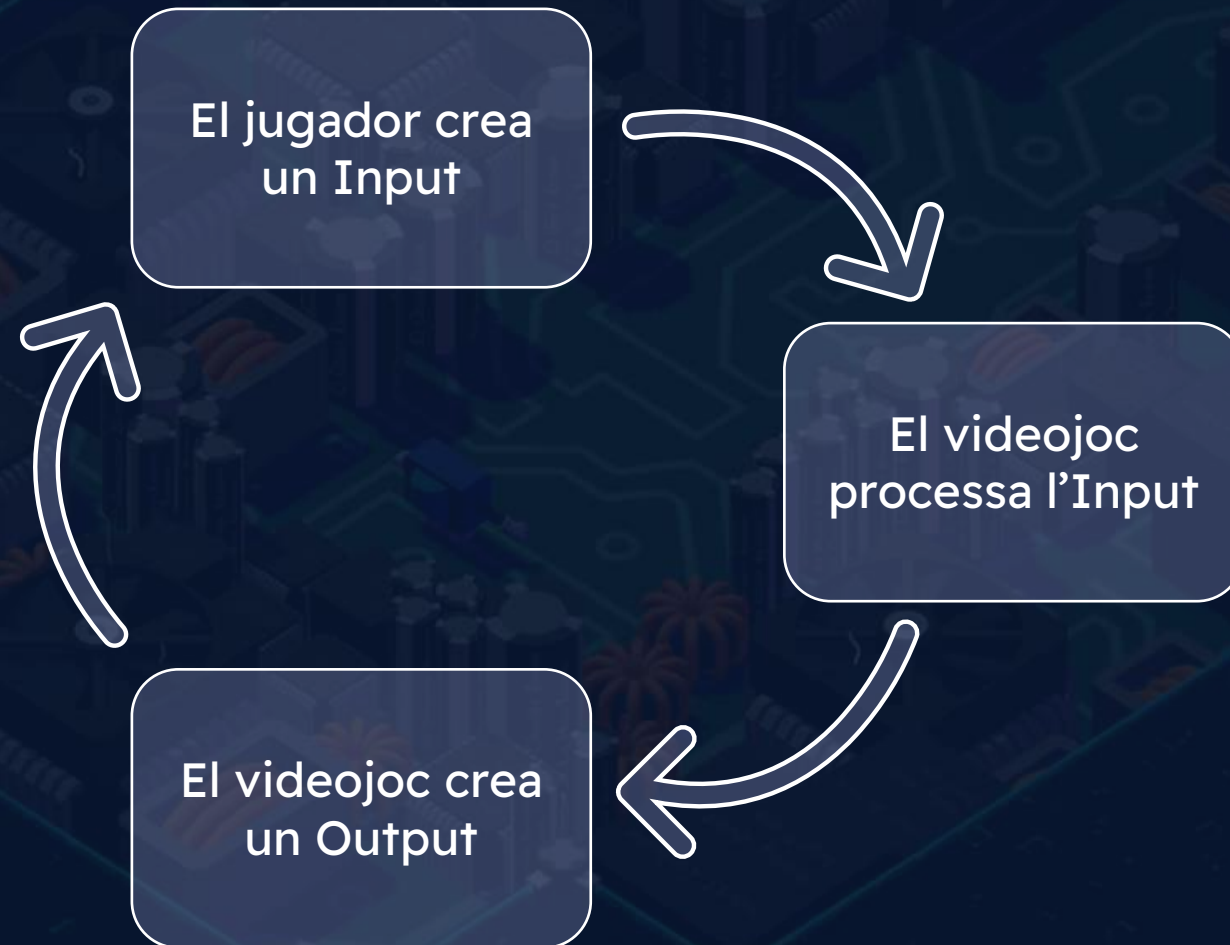 El jugador crea
un Input
El videojoc
processa l’Input
El videojoc crea
un Output